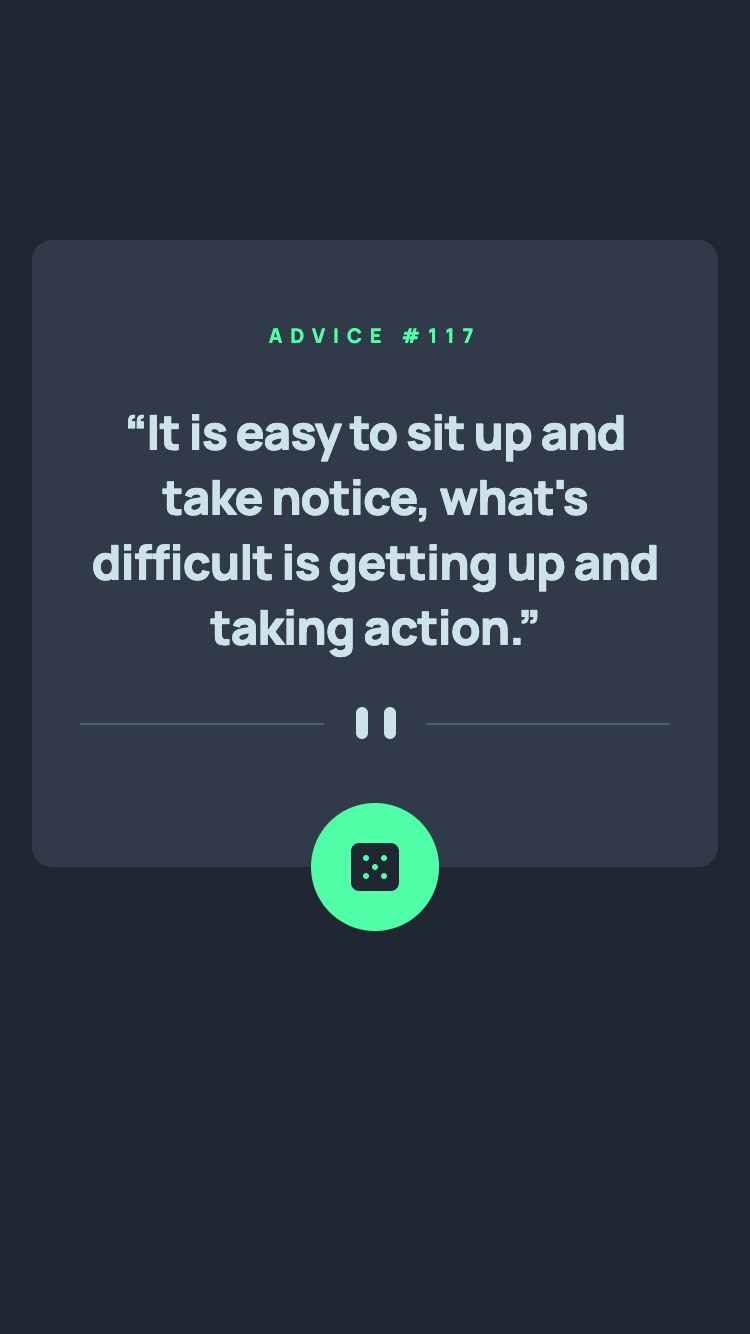 ADVICE #117
“It is easy to sit up and
take notice, what's
difficult is getting up and
taking action.”